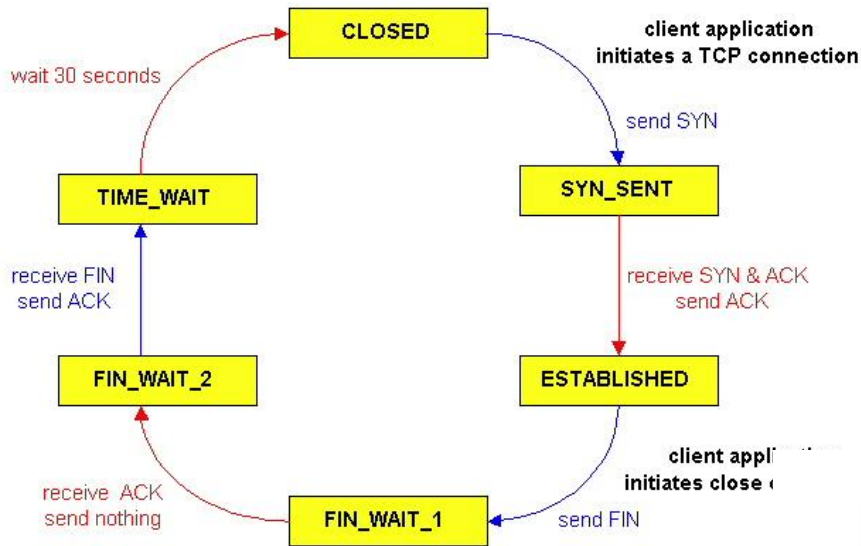 CLOSED
client application
initiates a TCP connection
wait 30 seconds
send SYN
TIME_WAIT
SYN_SENT
receive FIN
send ACK
receive SYN & ACK
send ACK
FIN_WAIT_2
ESTABLISHED
client
initiates close
receive ACK
send nothing
FIN_WAIT_1
send FIN